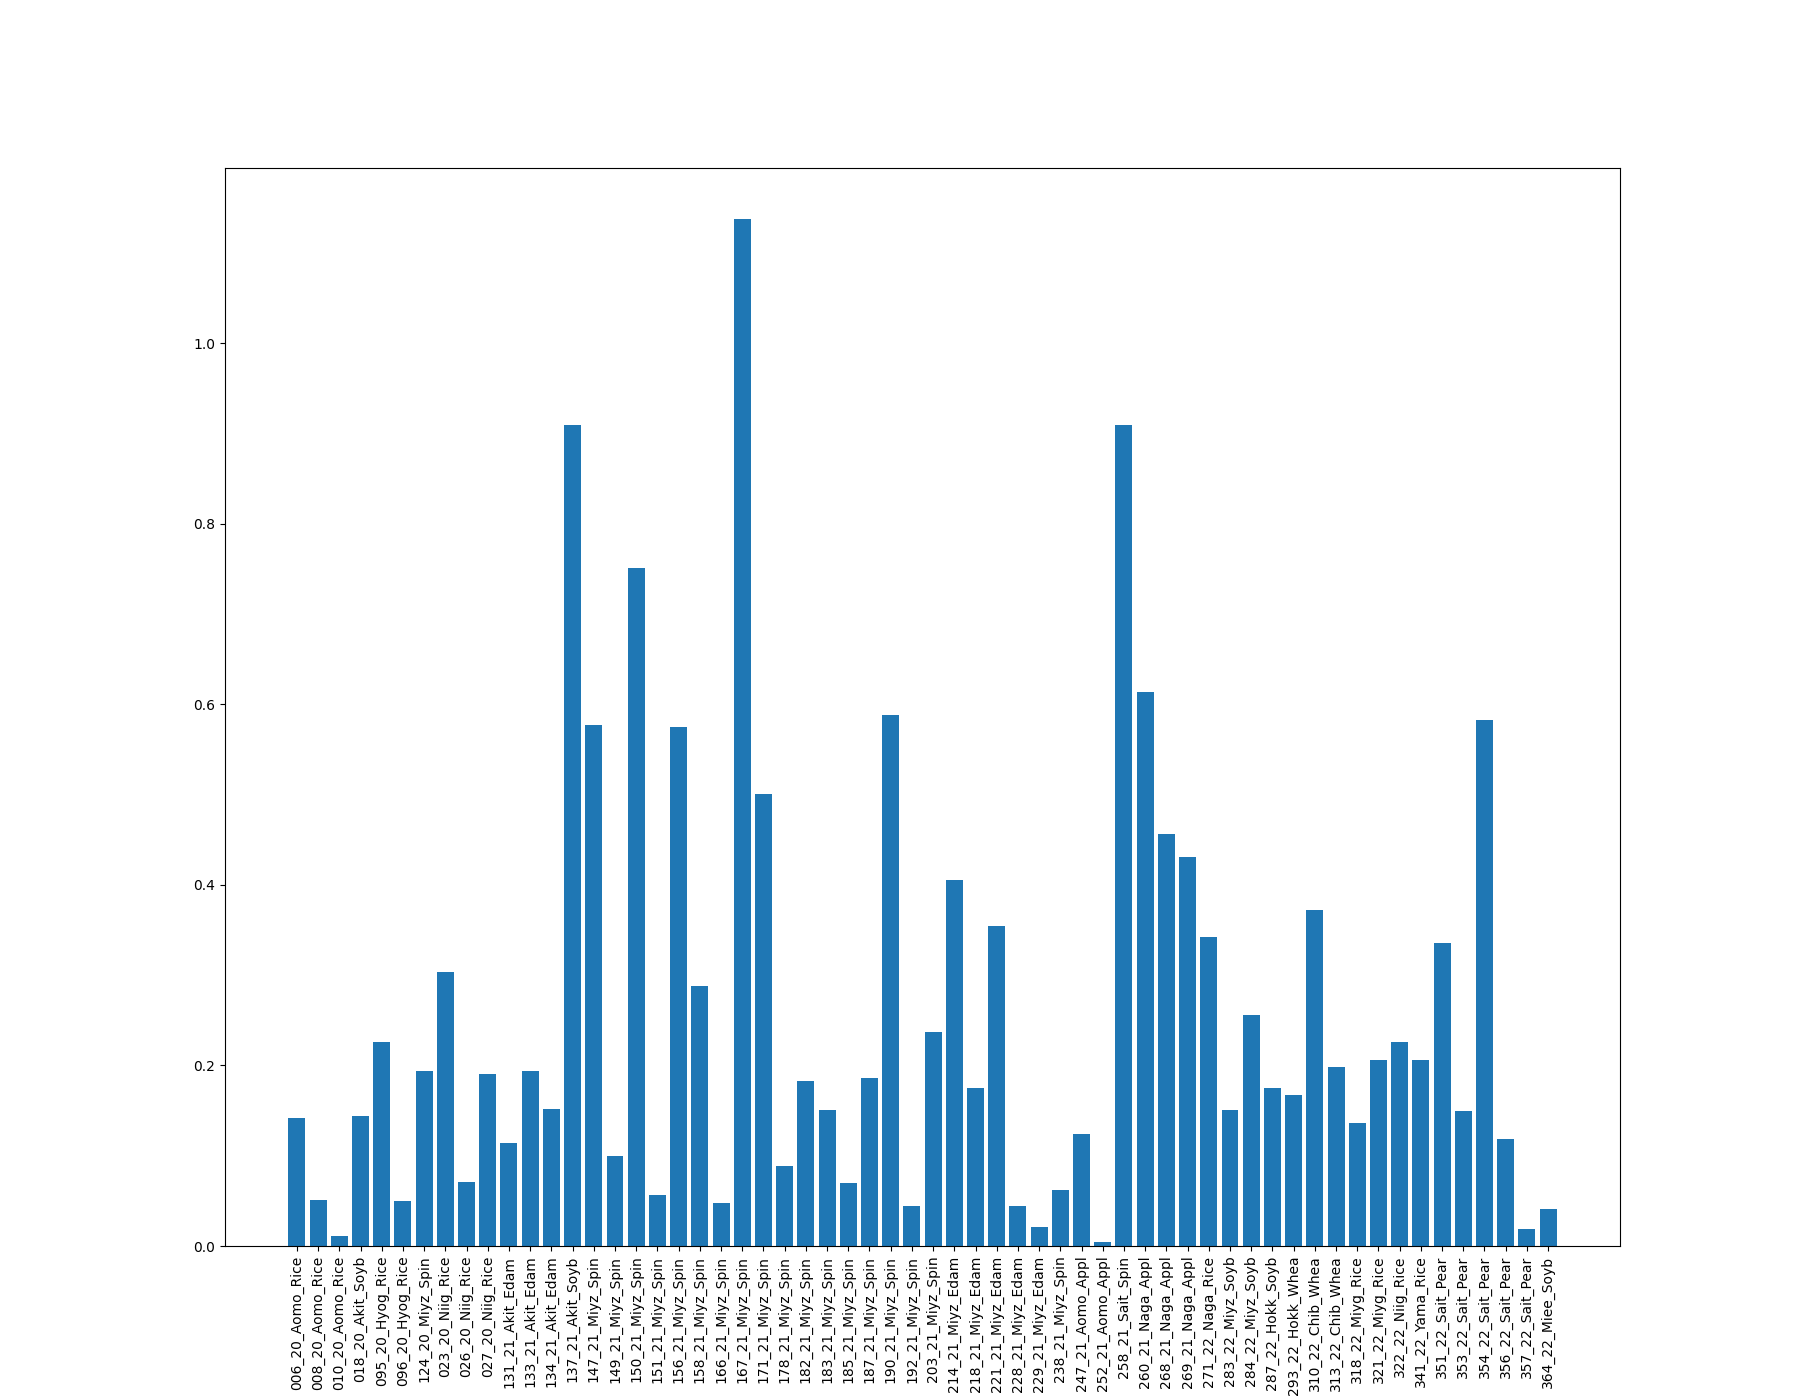 1.0
0.8
0.6
0.4
0.2
0.0
006_20_Aomo_Rice
008_20_Aomo_Rice
010_20_Aomo_Rice
018_20_Akit_Soyb
095_20_Hyog_Rice
096_20_Hyog_Rice
124_20_Miyz_Spin
023_20_Niig_Rice
026_20_Niig_Rice
027_20_Niig_Rice
131_21_Akit_Edam
133_21_Akit_Edam
134_21_Akit_Edam
137_21_Akit_Soyb
147_21_Miyz_Spin
149_21_Miyz_Spin
150_21_Miyz_Spin
151_21_Miyz_Spin
156_21_Miyz_Spin
158_21_Miyz_Spin
166_21_Miyz_Spin
167_21_Miyz_Spin
171_21_Miyz_Spin
178_21_Miyz_Spin
182_21_Miyz_Spin
183_21_Miyz_Spin
185_21_Miyz_Spin
187_21_Miyz_Spin
190_21_Miyz_Spin
192_21_Miyz_Spin
203_21_Miyz_Spin
214_21_Miyz_Edam
218_21_Miyz_Edam
221_21_Miyz_Edam
228_21_Miyz_Edam
229_21_Miyz_Edam
238_21_Miyz_Spin
247_21_Aomo_Appl
252_21_Aomo_Appl
258_21_Sait_Spin
260_21_Naga_Appl
268_21_Naga_Appl
269_21_Naga_Appl
271_22_Naga_Rice
283_22_Miyz_Soyb
284_22_Miyz_Soyb
287_22_Hokk_Soyb
293_22_Hokk_Whea
310_22_Chib_Whea
313_22_Chib_Whea
318_22_Miyg_Rice
321_22_Miyg_Rice
322_22_Niig_Rice
341_22_Yama_Rice
351_22_Sait_Pear
353_22_Sait_Pear
354_22_Sait_Pear
356_22_Sait_Pear
357_22_Sait_Pear
364_22_Miee_Soyb